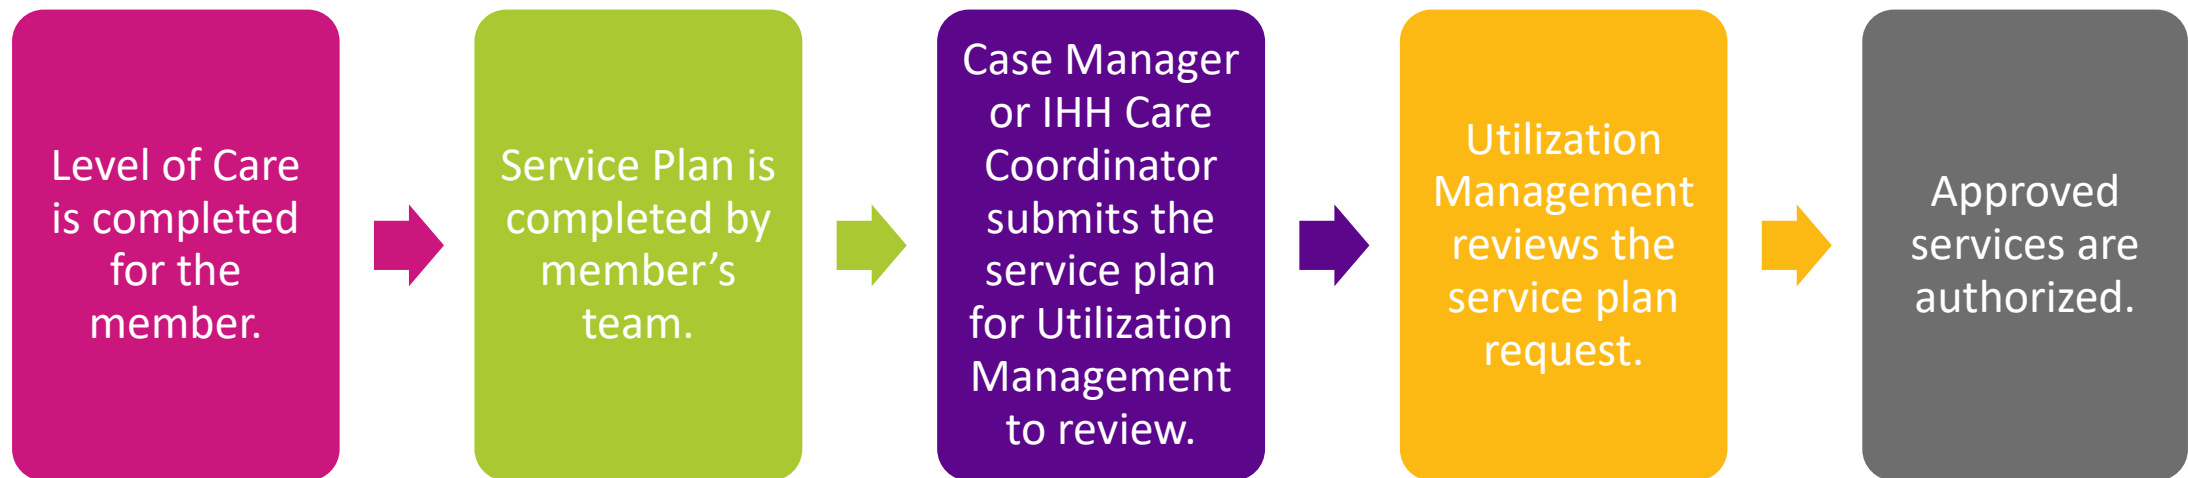 Level of Care
is completed
for the
member.
Service Plan is
completed by
member’s
team.
Case Manager
or IHH Care
Coordinator
submits the
service plan
for Utilization
Management
to review.
Utilization
Management
reviews the
service plan
request.
Approved
services are
authorized.